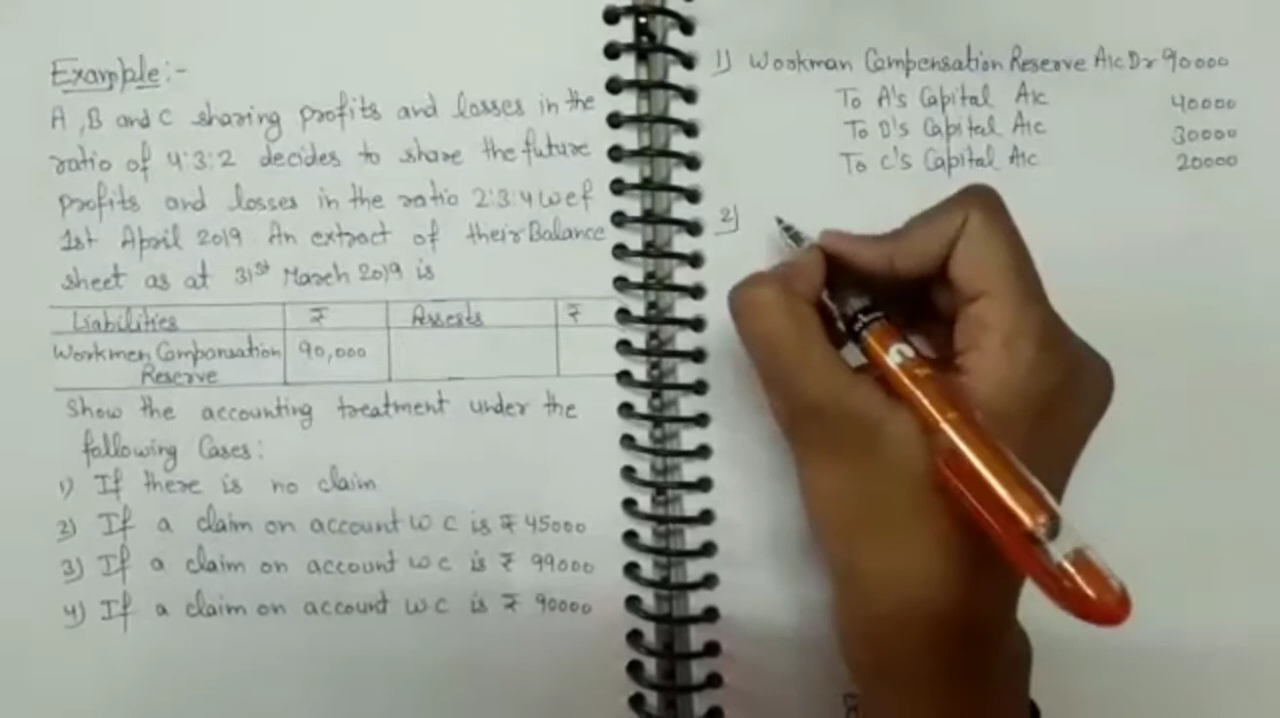 Example:-
A, B and C sharing profits and losses in the
ratio of 4:3:2 decides to share the future
profits and losses in the ratio 2:3:4 wef
1st April 2019 An extract of their Balance
sheet as at 31st March 2019 is
Liabilities ₹ Assests ₹
Workmen Compansation 90,000
Reserve
Show the accounting treatment under the
following Cases:
1) If there is no claim
2) If a claim on account W C is ₹ 45000
3) If a claim on account W C is ₹ 99000
4) If a claim on account W C is ₹ 90000
1) Workman Compensation Reserve A/c Dr 90000
To A's Capital A/c 40000
To B's Capital A/c 30000
To C's Capital A/c 20000
2)